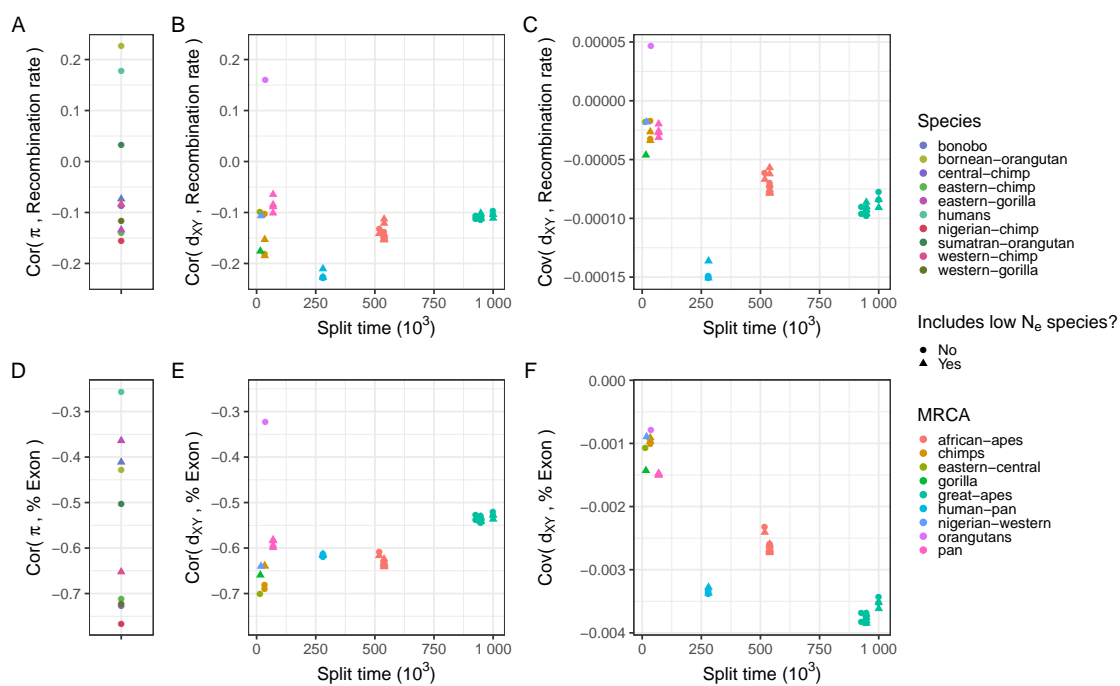 A
B
C
D
E
F
Cor( π , Recombination rate)
0.2
0.1
0.0
−0.1
−0.2
Cor( dXY , Recombination rate)
0.2
0.1
0.0
−0.1
−0.2
0
250
500
750
1 000
Split time (10³)
Cov( dXY , Recombination rate)
0.00005
0.00000
−0.00005
−0.00010
−0.00015
0
250
500
750
1 000
Split time (10³)
Cor( π , % Exon )
−0.3
−0.4
−0.5
−0.6
−0.7
Cor( dXY , % Exon )
−0.3
−0.4
−0.5
−0.6
−0.7
0
250
500
750
1 000
Split time (10³)
Cov( dXY , % Exon )
0.000
−0.001
−0.002
−0.003
−0.004
0
250
500
750
1 000
Split time (10³)
Species
bonobo
bornean−orangutan
central−chimp
eastern−chimp
eastern−gorilla
humans
nigerian−chimp
sumatran−orangutan
western−chimp
western−gorilla
Includes low Ne species?
No
Yes
MRCA
african−apes
chimps
eastern−central
gorilla
great−apes
human−pan
nigerian−western
orangutans
pan